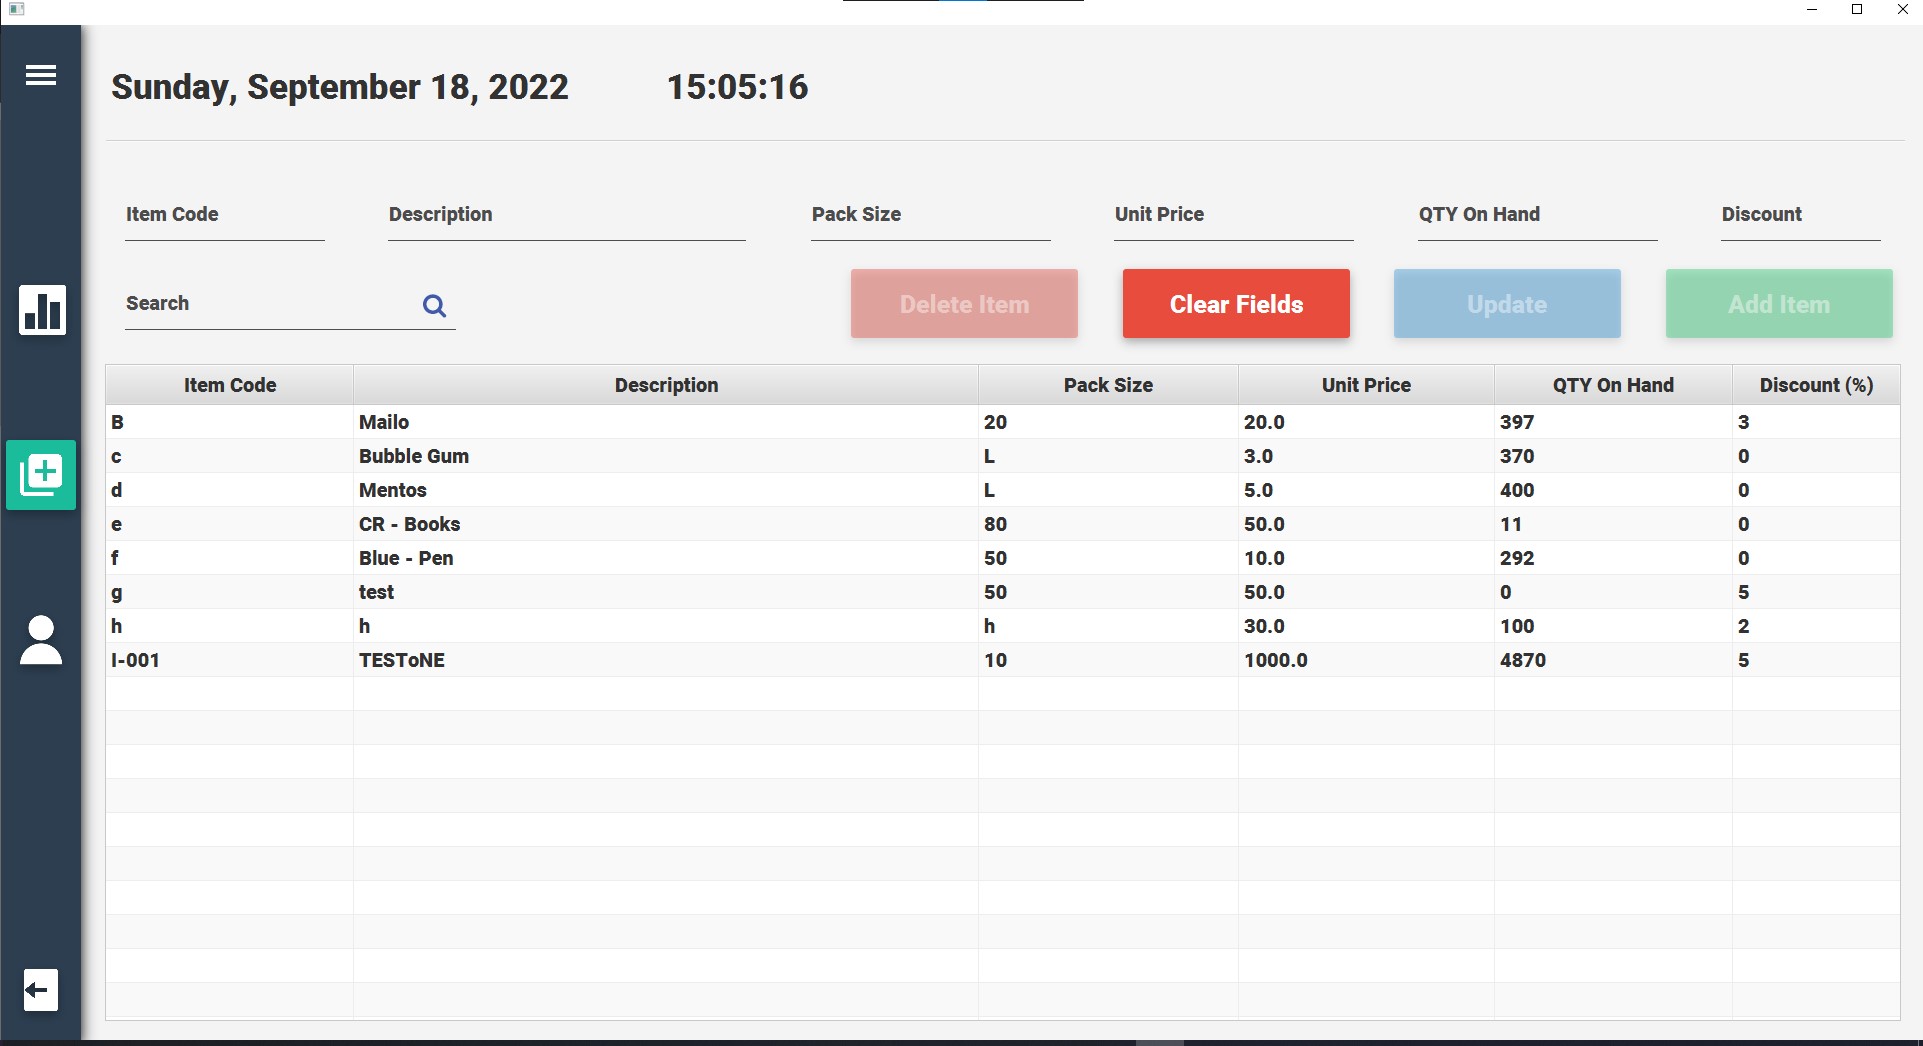 Sunday, September 18, 2022 15:05:16
Item Code Description Pack Size Unit Price QTY On Hand Discount
Search Delete Item Clear Fields Update Add Item
Item Code Description Pack Size Unit Price QTY On Hand Discount (%)
B Mailo 20 20.0 397 3
c Bubble Gum L 3.0 370 0
d Mentos L 5.0 400 0
e CR - Books 80 50.0 11 0
f Blue - Pen 50 10.0 292 0
g test 50 50.0 0 5
h h h 30.0 100 2
I-001 TESToNE 10 1000.0 4870 5